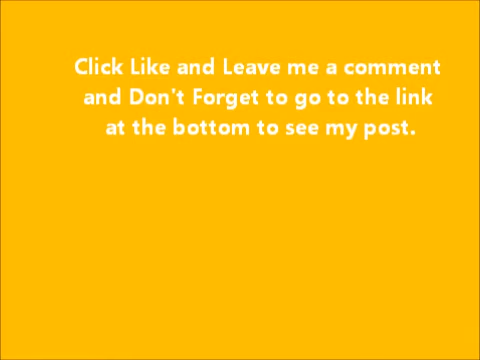 Click Like and Leave me a comment
and Don't Forget to go to the link
at the bottom to see my post.